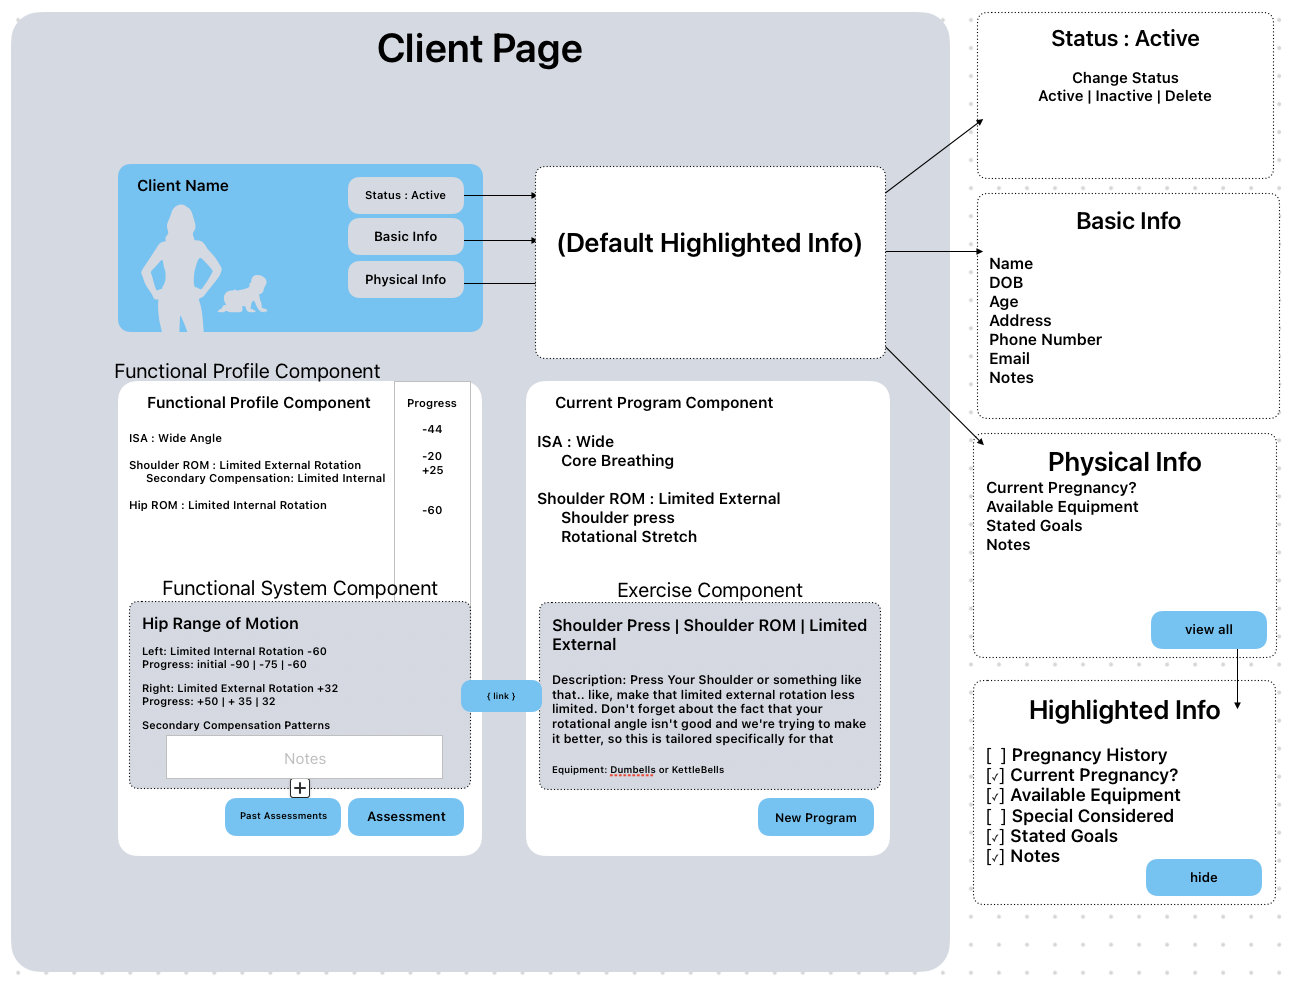 Client Page
Client Name
Status : Active
Basic Info
Physical Info
(Default Highlighted Info)
Functional Profile Component
Functional Profile Component
ISA : Wide Angle
Shoulder ROM : Limited External Rotation
Secondary Compensation: Limited Internal
Hip ROM : Limited Internal Rotation
Progress
-44
-20
+25
-60
Functional System Component
Hip Range of Motion
Left: Limited Internal Rotation -60
Progress: initial -90 | -75 | -60
Right: Limited External Rotation +32
Progress: +50 | + 35 | 32
Secondary Compensation Patterns
Notes
+
Past Assessments
Assessment
{ link }
Current Program Component
ISA : Wide
Core Breathing
Shoulder ROM : Limited External
Shoulder press
Rotational Stretch
Exercise Component
Shoulder Press | Shoulder ROM | Limited
External
Description: Press Your Shoulder or something like
that.. like, make that limited external rotation less
limited. Don't forget about the fact that your
rotational angle isn't good and we're trying to make
it better, so this is tailored specifically for that
Equipment: Dumbells or KettleBells
New Program
Status : Active
Change Status
Active | Inactive | Delete
Basic Info
Name
DOB
Age
Address
Phone Number
Email
Notes
Physical Info
Current Pregnancy?
Available Equipment
Stated Goals
Notes
view all
Highlighted Info
[ ] Pregnancy History
[✓] Current Pregnancy?
[✓] Available Equipment
[ ] Special Considered
[✓] Stated Goals
[✓] Notes
hide